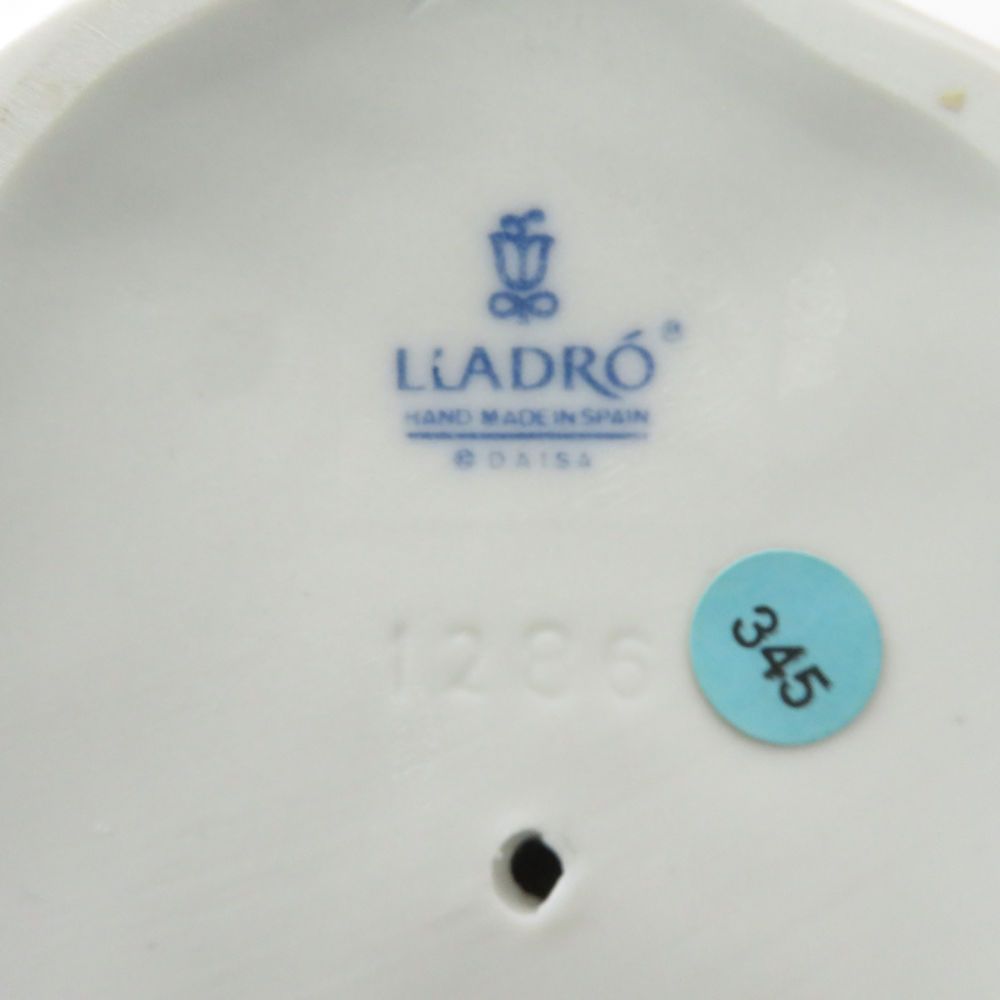 LLADRÓ®
HAND MADE IN SPAIN
© DAISA
1286
345